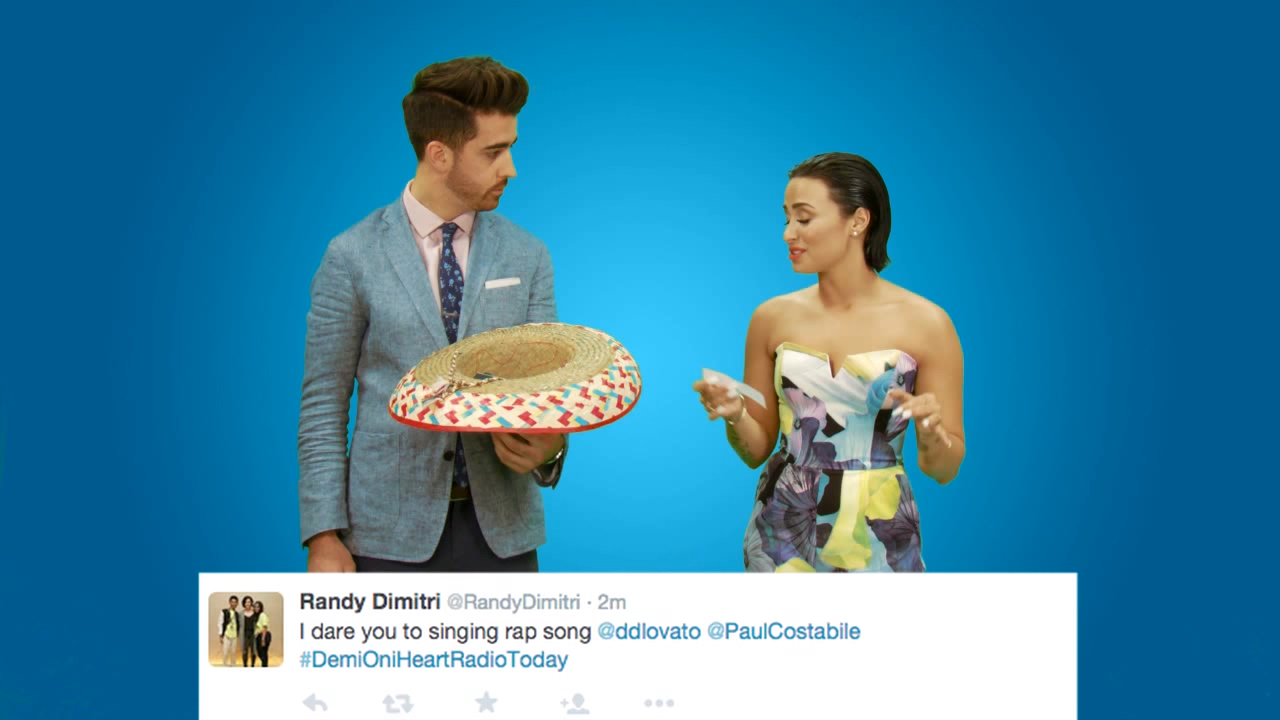 Randy Dimitri @RandyDimitri · 2m
I dare you to singing rap song @ddlovato @PaulCostabile
#DemiOniHeartRadioToday